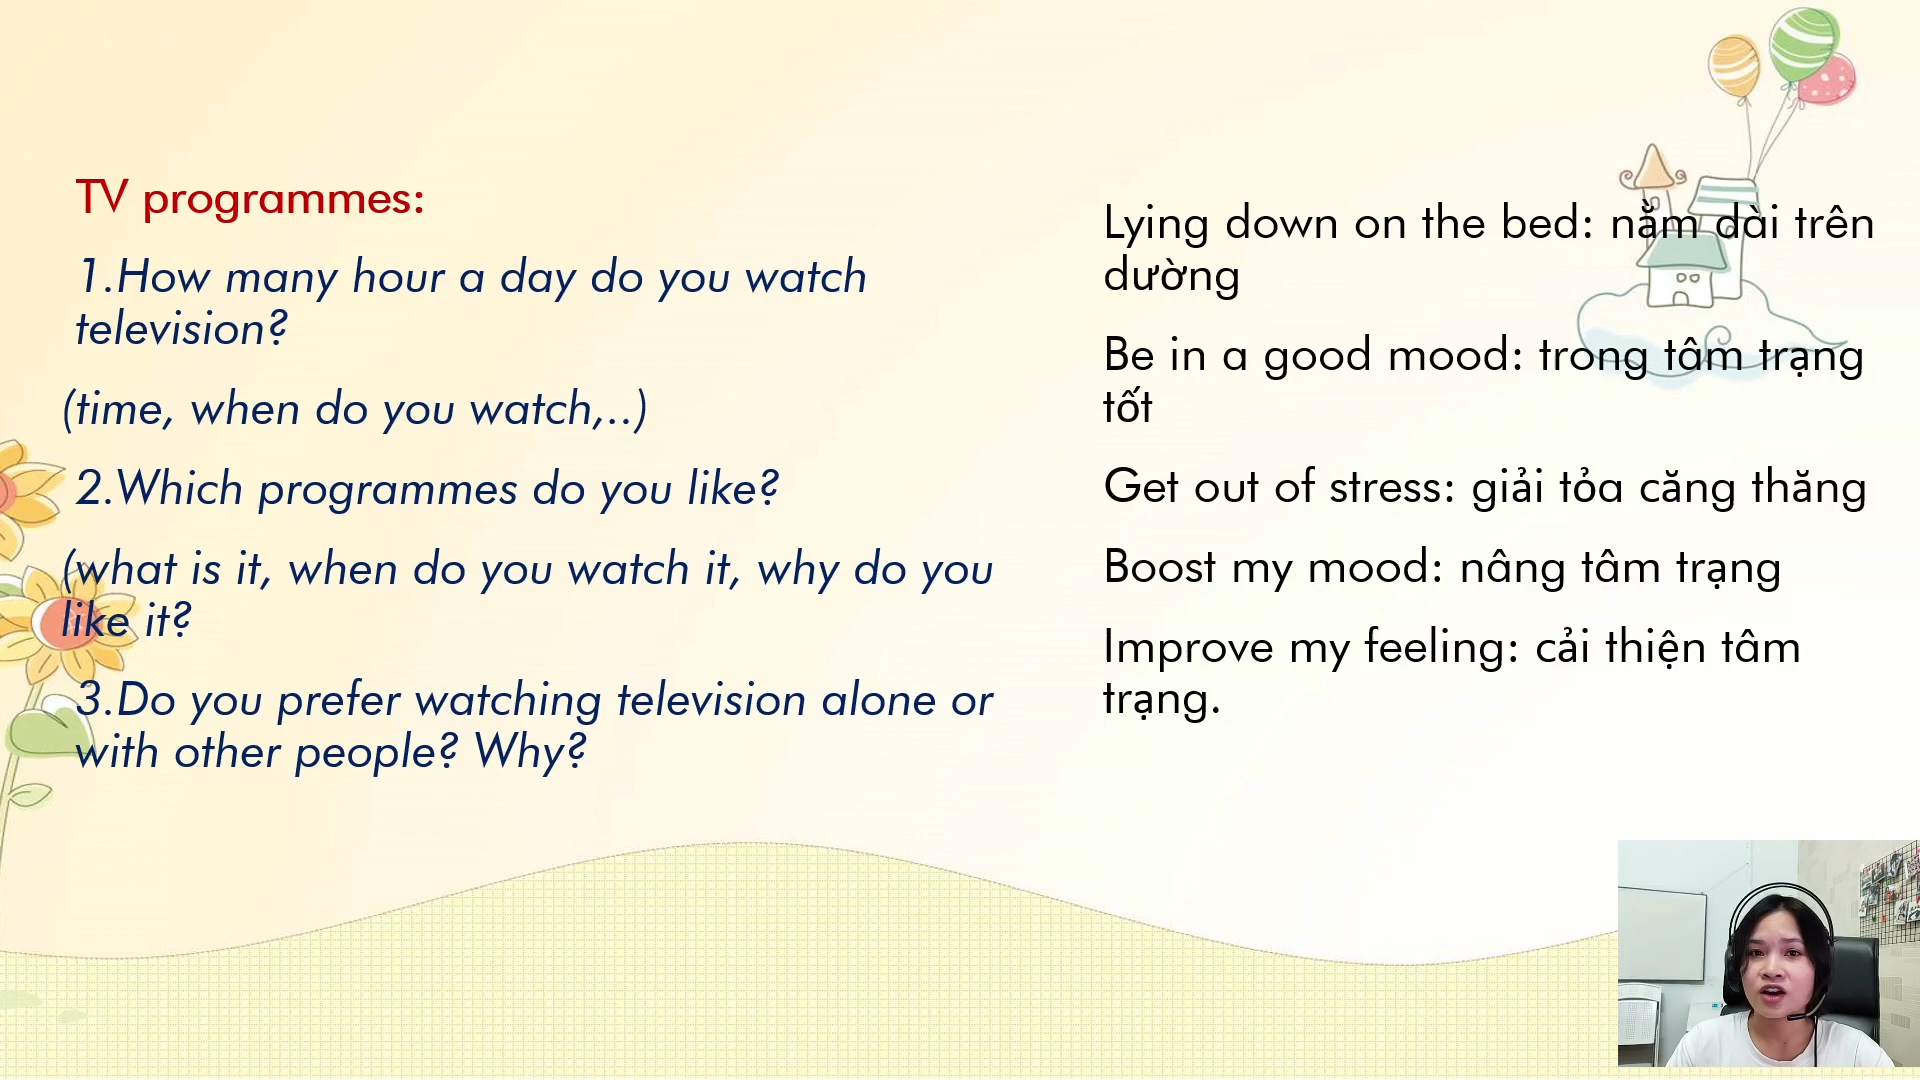 TV programmes:
1.How many hour a day do you watch
television?
(time, when do you watch,..)
2.Which programmes do you like?
(what is it, when do you watch it, why do you
like it?
3.Do you prefer watching television alone or
with other people? Why?
Lying down on the bed: nằm dài trên
dường
Be in a good mood: trong tâm trạng
tốt
Get out of stress: giải tỏa căng thăng
Boost my mood: nâng tâm trạng
Improve my feeling: cải thiện tâm
trạng.